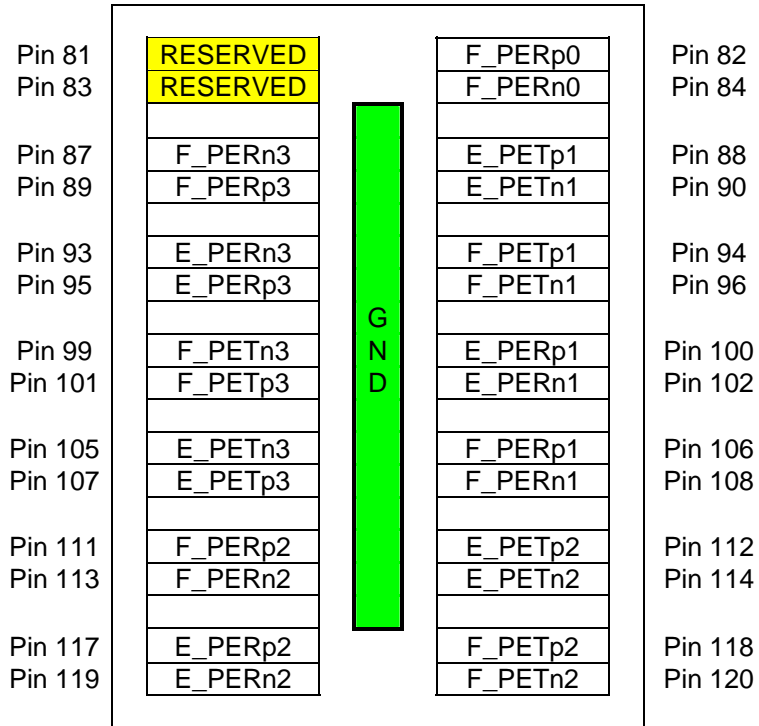 Pin 81 RESERVED F_PERp0 Pin 82
Pin 83 RESERVED F_PERn0 Pin 84
Pin 87 F_PERn3 E_PETp1 Pin 88
Pin 89 F_PERp3 E_PETn1 Pin 90
Pin 93 E_PERn3 F_PETp1 Pin 94
Pin 95 E_PERp3 F_PETn1 Pin 96
G
Pin 99 F_PETn3 N E_PERp1 Pin 100
Pin 101 F_PETp3 D E_PERn1 Pin 102
Pin 105 E_PETn3 F_PERp1 Pin 106
Pin 107 E_PETp3 F_PERn1 Pin 108
Pin 111 F_PERp2 E_PETp2 Pin 112
Pin 113 F_PERn2 E_PETn2 Pin 114
Pin 117 E_PERp2 F_PETp2 Pin 118
Pin 119 E_PERn2 F_PETn2 Pin 120